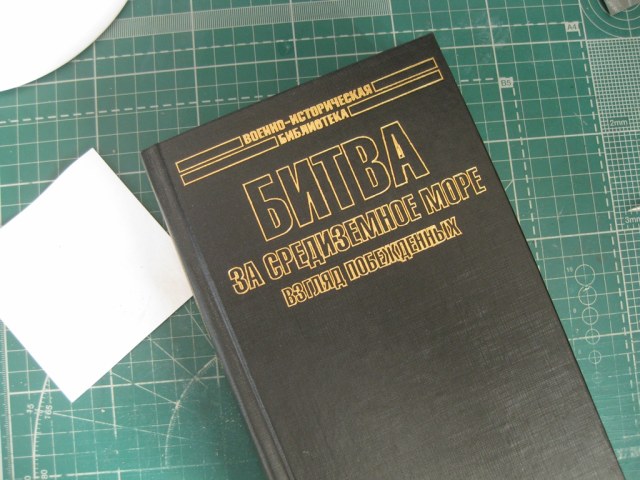 ВОЕННО-ИСТОРИЧЕСКАЯ
БИБЛИОТЕКА
БИТВА
ЗА СРЕДИЗЕМНОЕ МОРЕ
ВЗГЛЯД ПОБЕЖДЕННЫХ